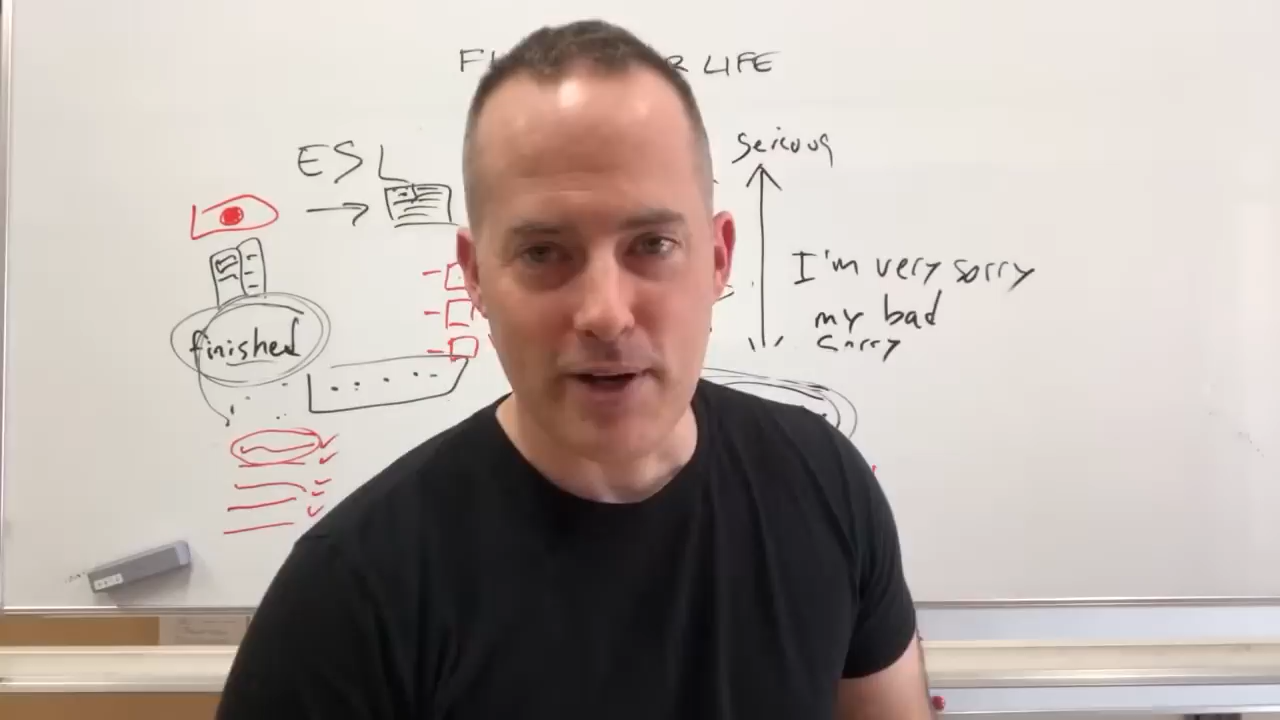 LIFE
ESL
Serious
I'm very sorry
my bad
sorry
finished